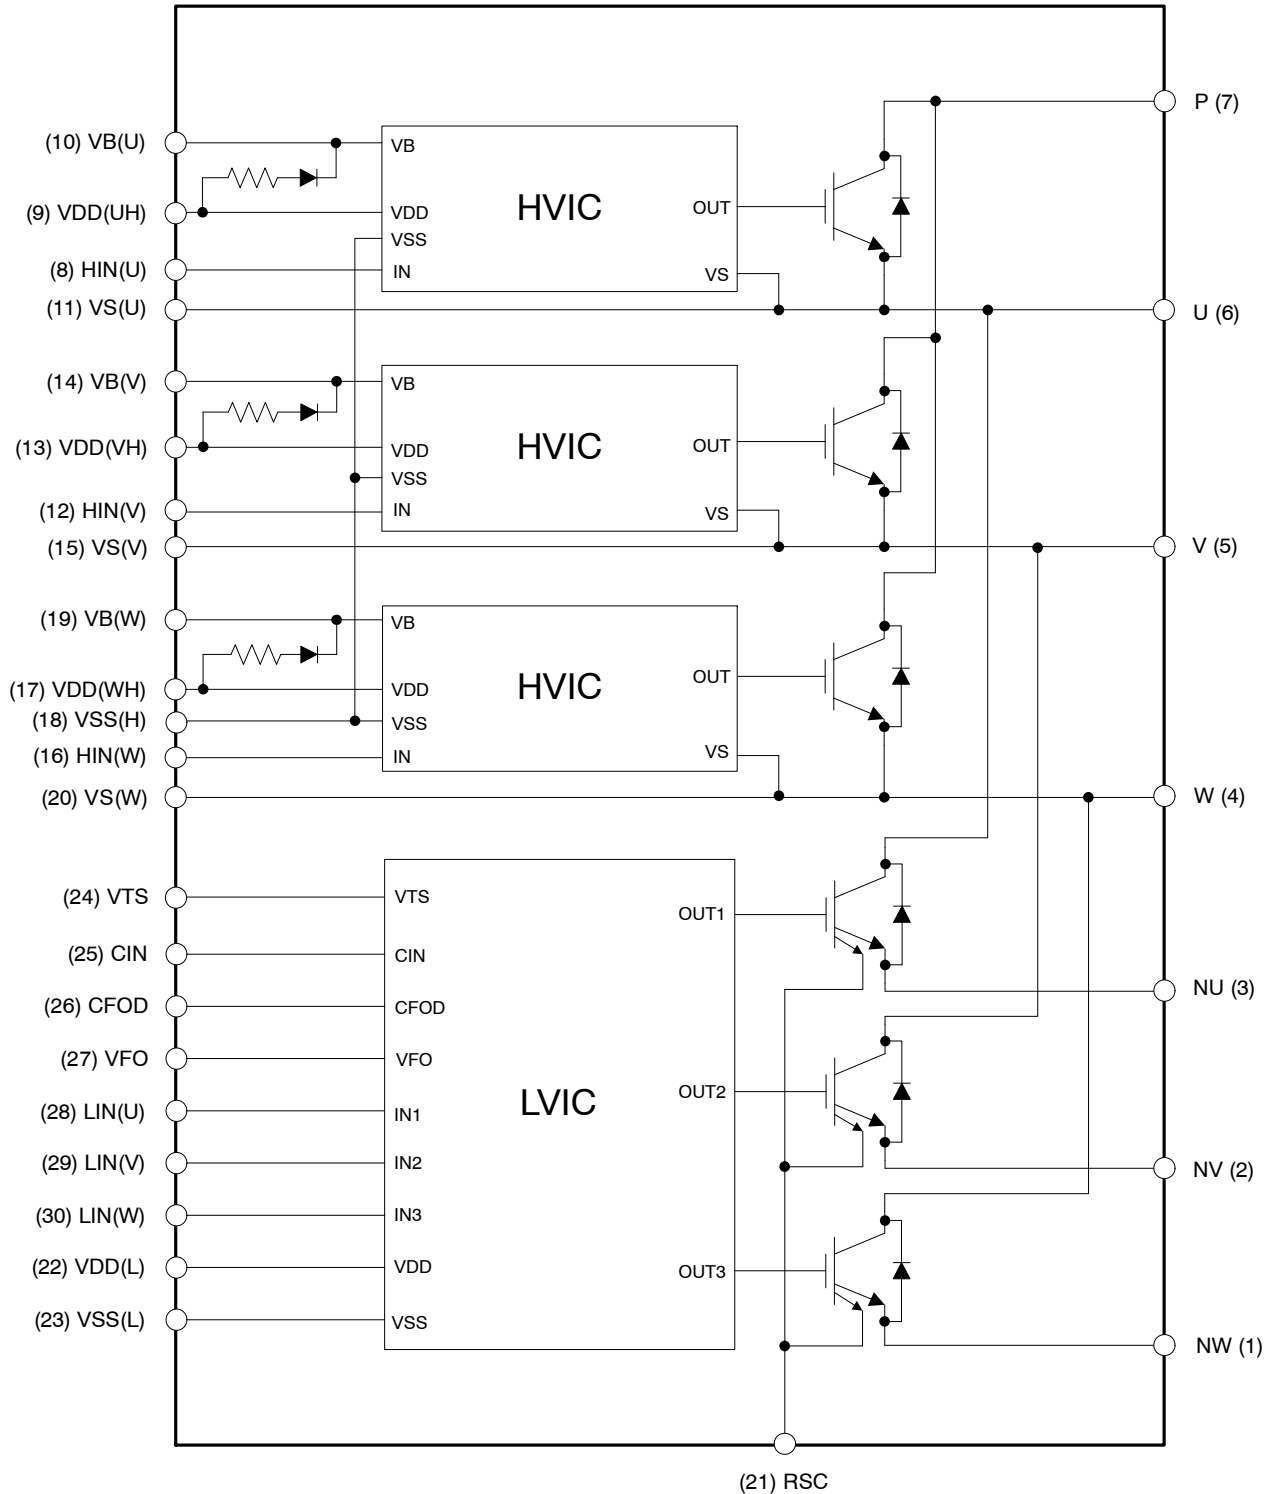 P (7)
(10) VB(U)
VB
HVIC
OUT
(9) VDD(UH)
VDD
VSS
(8) HIN(U)
IN
VS
(11) VS(U)
U (6)
(14) VB(V)
VB
HVIC
OUT
(13) VDD(VH)
VDD
VSS
(12) HIN(V)
IN
VS
(15) VS(V)
V (5)
(19) VB(W)
VB
HVIC
OUT
(17) VDD(WH)
VDD
(18) VSS(H)
VSS
(16) HIN(W)
IN
VS
(20) VS(W)
W (4)
(24) VTS
VTS
OUT1
(25) CIN
CIN
NU (3)
(26) CFOD
CFOD
(27) VFO
VFO
LVIC
OUT2
(28) LIN(U)
IN1
(29) LIN(V)
IN2
NV (2)
(30) LIN(W)
IN3
(22) VDD(L)
VDD
OUT3
(23) VSS(L)
VSS
NW (1)
(21) RSC